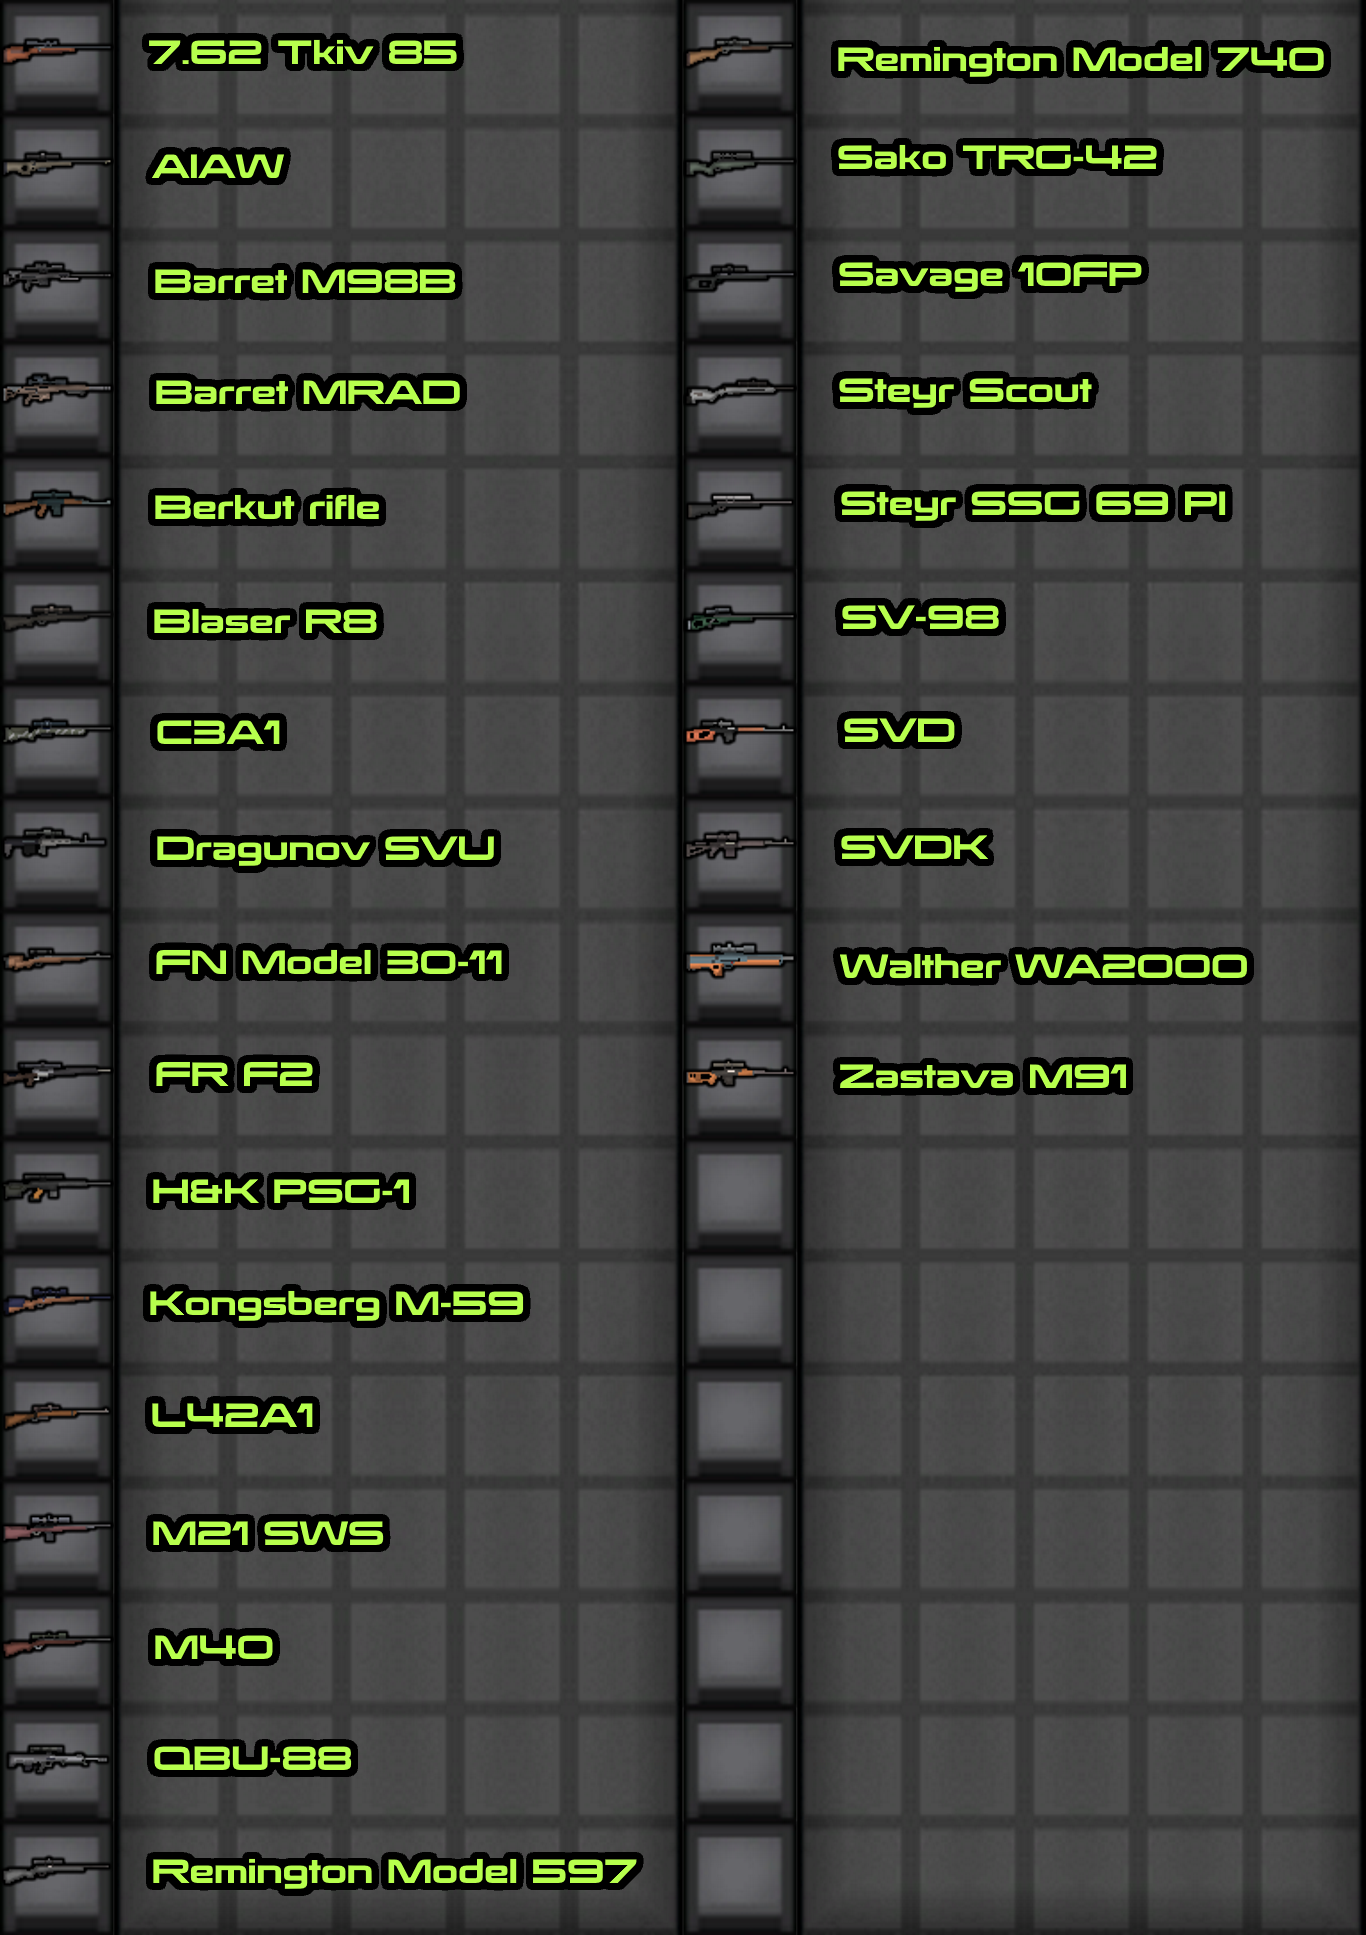 7.62 Tkiv 85
AIAW
Barret M98B
Barret MRAD
Berkut rifle
Blaser R8
C3A1
Dragunov SVU
FN Model 30-11
FR F2
H&K PSG-1
Kongsberg M-59
L42A1
M21 SWS
M40
QBU-88
Remington Model 597
Remington Model 740
Sako TRG-42
Savage 10FP
Steyr Scout
Steyr SSG 69 PI
SV-98
SVD
SVDK
Walther WA2000
Zastava M91